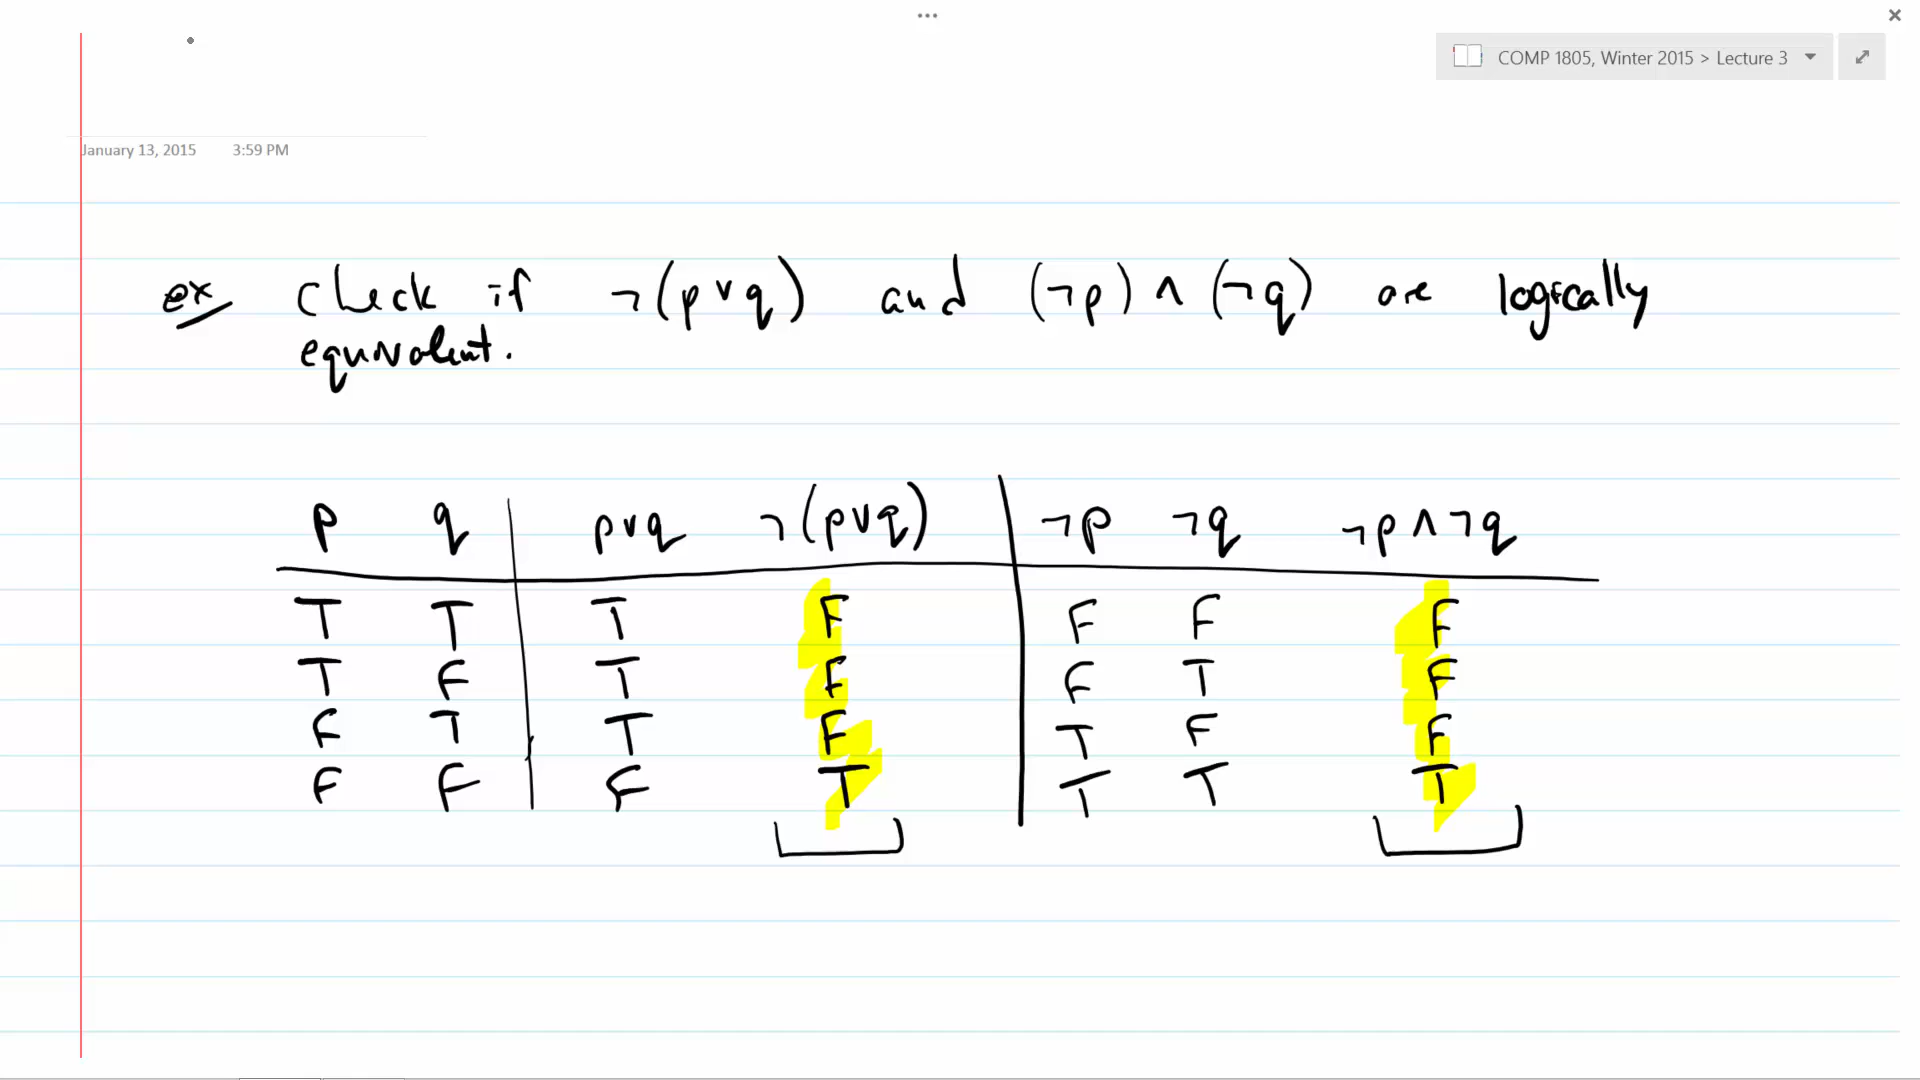 ...
COMP 1805, Winter 2015 > Lecture 3
January 13, 2015 3:59 PM
ex check if ¬(p∨q) and (¬p) ∧ (¬q) are logically
equivalent.
p q p∨q ¬(p∨q) ¬p ¬q ¬p ∧ ¬q
T T T F F F F
T F T F F T F
F T T F T F F
F F F T T T T